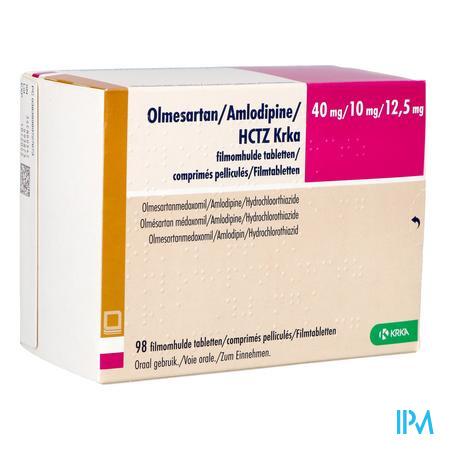 Olmesartan/Amlodipine/
HCTZ Krka
40 mg/10 mg/12,5 mg
filmomhulde tabletten/
comprimés pelliculés/Filmtabletten
Olmesartanmedoxomil/Amlodipine/Hydrochloorthiazide
Olmésartan médoxomil/Amlodipine/Hydrochlorothiazide
Olmesartanmedoxomil/Amlodipin/Hydrochlorothiazid
98 filmomhulde tabletten/comprimés pelliculés/Filmtabletten
Oraal gebruik./Voie orale./Zum Einnehmen.
KRKA
IPM